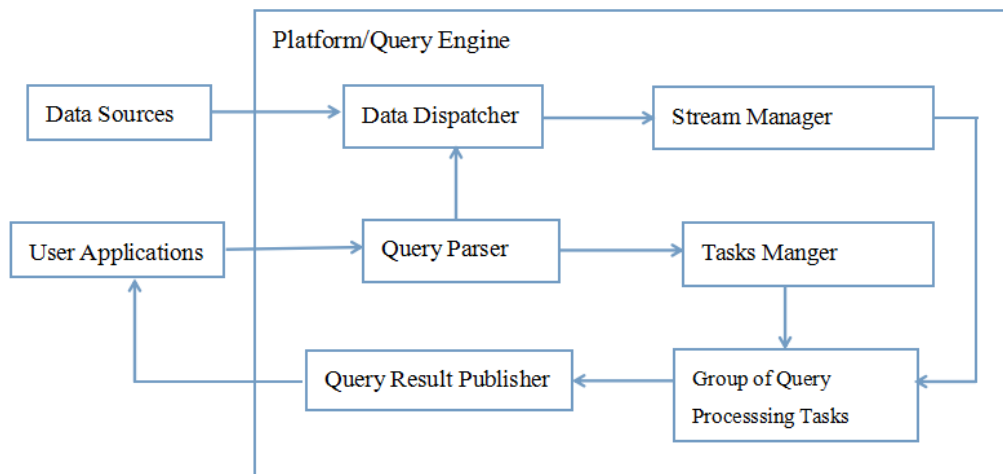 Platform/Query Engine
Data Sources
Data Dispatcher
Stream Manager
User Applications
Query Parser
Tasks Manger
Query Result Publisher
Group of Query
Processsing Tasks